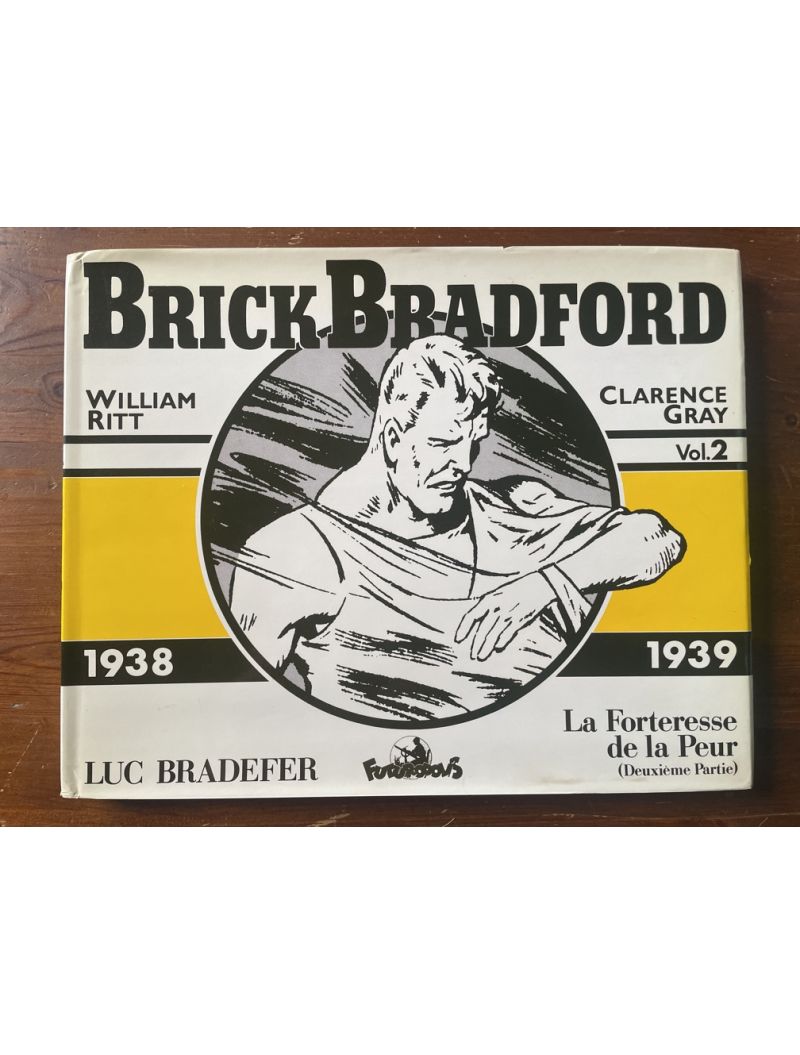 BRICK BRADFORD
WILLIAM
RITT
CLARENCE
GRAY
Vol.2
1938
1939
La Forteresse
de la Peur
(Deuxième Partie)
LUC BRADEFER
FUTUROPOLIS